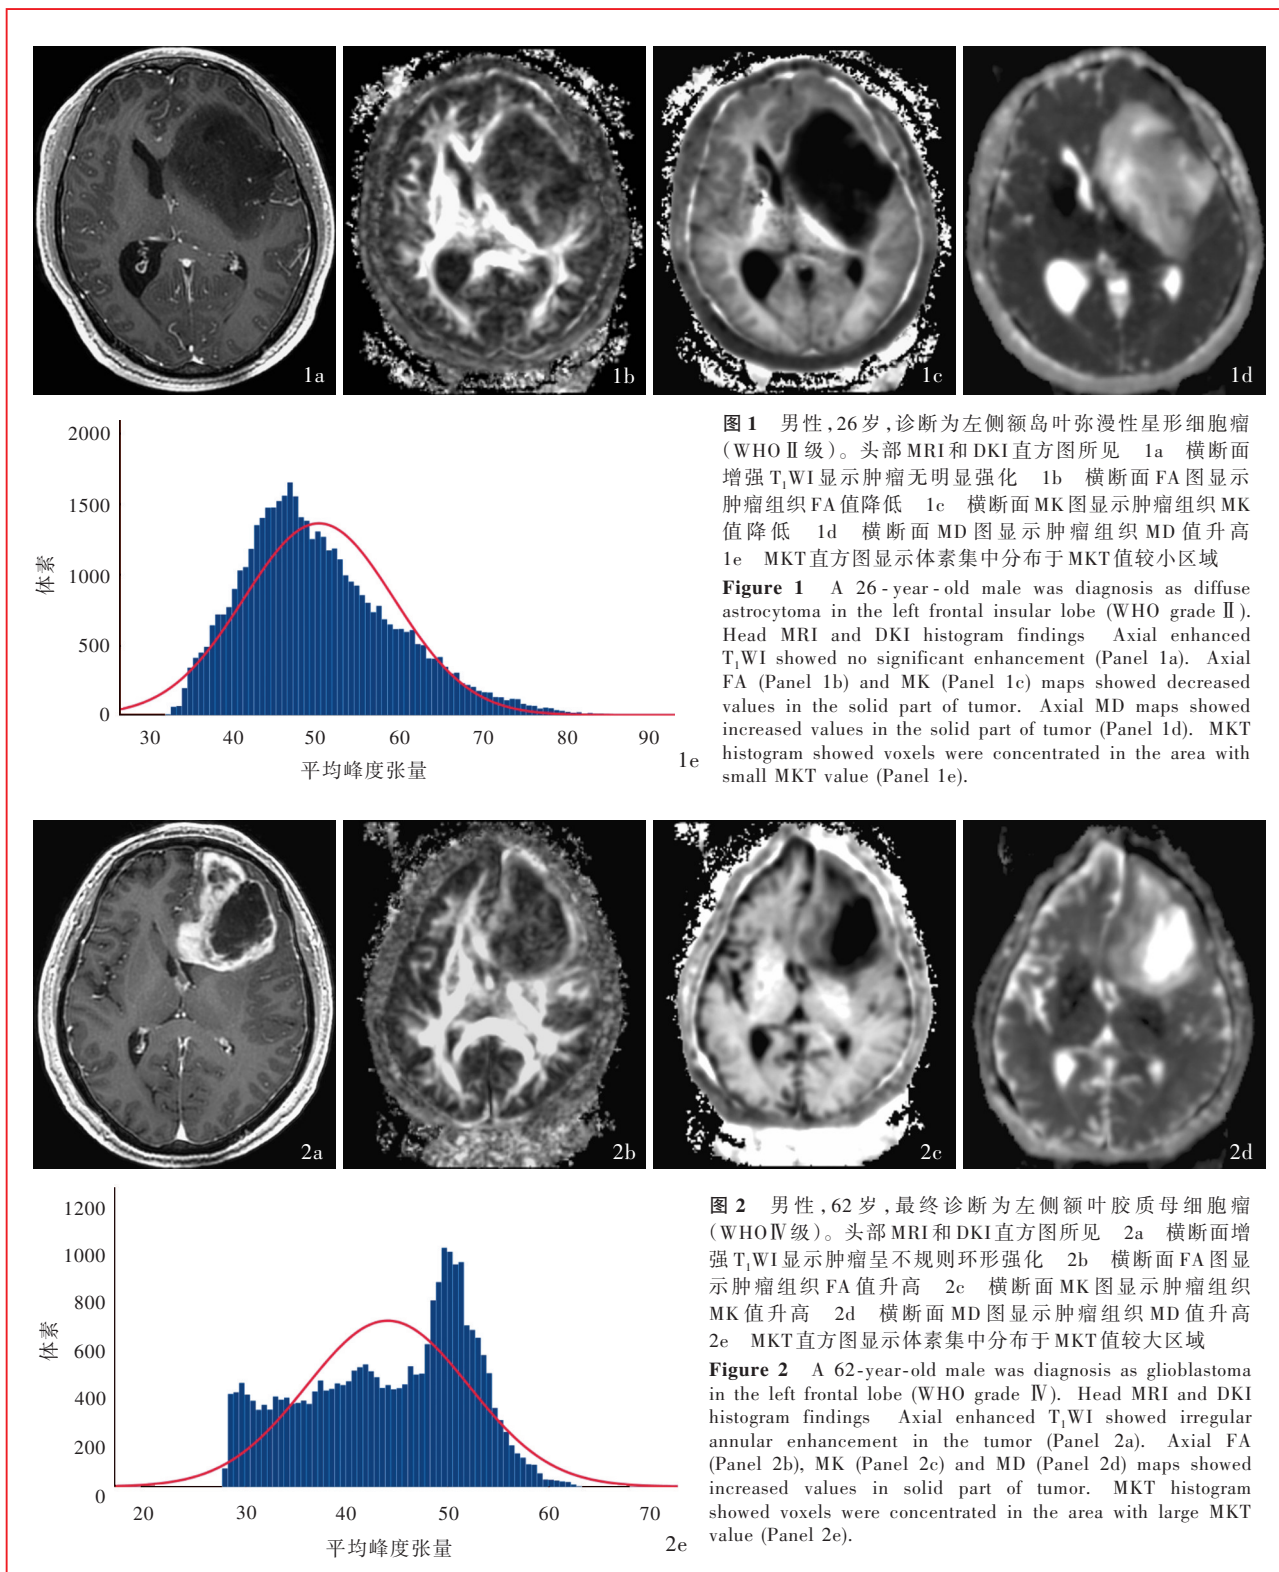 1a
1b
1c
1d
2000
1500
1000
500
0
体素
30 40 50 60 70 80 90
平均峰度张量
1e
图1 男性,26岁,诊断为左侧额岛叶弥漫性星形细胞瘤
(WHOⅡ级)。头部MRI和DKI直方图所见 1a 横断面
增强T₁WI显示肿瘤无明显强化 1b 横断面FA图显示
肿瘤组织FA值降低 1c 横断面MK图显示肿瘤组织MK
值降低 1d 横断面MD图显示肿瘤组织MD值升高
1e MKT直方图显示体素集中分布于MKT值较小区域
Figure 1 A 26-year-old male was diagnosis as diffuse
astrocytoma in the left frontal insular lobe (WHO grade Ⅱ).
Head MRI and DKI histogram findings Axial enhanced
T₁WI showed no significant enhancement (Panel 1a). Axial
FA (Panel 1b) and MK (Panel 1c) maps showed decreased
values in the solid part of tumor. Axial MD maps showed
increased values in the solid part of tumor (Panel 1d). MKT
histogram showed voxels were concentrated in the area with
small MKT value (Panel 1e).
2a
2b
2c
2d
1200
1000
800
600
400
200
0
体素
20 30 40 50 60 70
平均峰度张量
2e
图2 男性,62岁,最终诊断为左侧额叶胶质母细胞瘤
(WHOⅣ级)。头部MRI和DKI直方图所见 2a 横断面增
强T₁WI显示肿瘤呈不规则环形强化 2b 横断面FA图显
示肿瘤组织FA值升高 2c 横断面MK图显示肿瘤组织
MK值升高 2d 横断面MD图显示肿瘤组织MD值升高
2e MKT直方图显示体素集中分布于MKT值较大区域
Figure 2 A 62-year-old male was diagnosis as glioblastoma
in the left frontal lobe (WHO grade Ⅳ). Head MRI and DKI
histogram findings Axial enhanced T₁WI showed irregular
annular enhancement in the tumor (Panel 2a). Axial FA
(Panel 2b), MK (Panel 2c) and MD (Panel 2d) maps showed
increased values in solid part of tumor. MKT histogram
showed voxels were concentrated in the area with large MKT
value (Panel 2e).